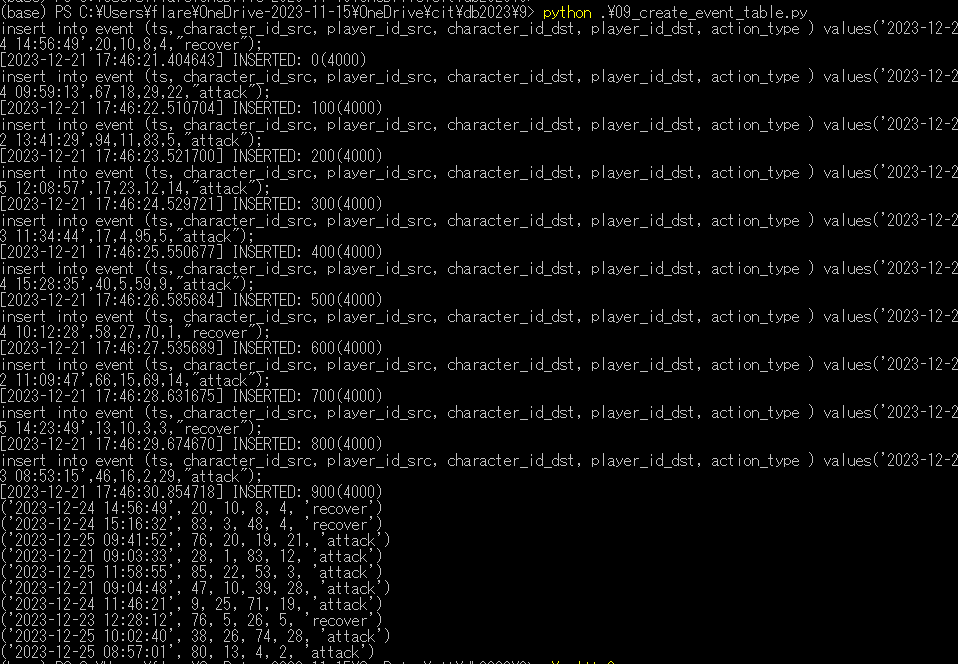 (base) PS C:¥Users¥flare¥OneDrive-2023-11-15¥OneDrive¥cit¥db2023¥9> python .¥09_create_event_table.py
insert into event (ts, character_id_src, player_id_src, character_id_dst, player_id_dst, action_type ) values('2023-12-2
4 14:56:49',20,10,8,4,"recover");
[2023-12-21 17:46:21.404643] INSERTED: 0(4000)
insert into event (ts, character_id_src, player_id_src, character_id_dst, player_id_dst, action_type ) values('2023-12-2
4 09:59:13',67,18,29,22,"attack");
[2023-12-21 17:46:22.510704] INSERTED: 100(4000)
insert into event (ts, character_id_src, player_id_src, character_id_dst, player_id_dst, action_type ) values('2023-12-2
2 13:41:29',94,11,83,5,"attack");
[2023-12-21 17:46:23.521700] INSERTED: 200(4000)
insert into event (ts, character_id_src, player_id_src, character_id_dst, player_id_dst, action_type ) values('2023-12-2
5 12:08:57',17,23,12,14,"attack");
[2023-12-21 17:46:24.529721] INSERTED: 300(4000)
insert into event (ts, character_id_src, player_id_src, character_id_dst, player_id_dst, action_type ) values('2023-12-2
3 11:34:44',17,4,95,5,"attack");
[2023-12-21 17:46:25.550677] INSERTED: 400(4000)
insert into event (ts, character_id_src, player_id_src, character_id_dst, player_id_dst, action_type ) values('2023-12-2
4 15:28:35',40,5,59,9,"attack");
[2023-12-21 17:46:26.585684] INSERTED: 500(4000)
insert into event (ts, character_id_src, player_id_src, character_id_dst, player_id_dst, action_type ) values('2023-12-2
4 10:12:28',58,27,70,1,"recover");
[2023-12-21 17:46:27.535689] INSERTED: 600(4000)
insert into event (ts, character_id_src, player_id_src, character_id_dst, player_id_dst, action_type ) values('2023-12-2
2 11:09:47',66,15,69,14,"attack");
[2023-12-21 17:46:28.631675] INSERTED: 700(4000)
insert into event (ts, character_id_src, player_id_src, character_id_dst, player_id_dst, action_type ) values('2023-12-2
5 14:23:49',13,10,3,3,"recover");
[2023-12-21 17:46:29.674670] INSERTED: 800(4000)
insert into event (ts, character_id_src, player_id_src, character_id_dst, player_id_dst, action_type ) values('2023-12-2
3 08:53:15',46,16,2,29,"attack");
[2023-12-21 17:46:30.854718] INSERTED: 900(4000)
('2023-12-24 14:56:49', 20, 10, 8, 4, 'recover')
('2023-12-24 15:16:32', 83, 3, 48, 4, 'recover')
('2023-12-25 09:41:52', 76, 20, 19, 21, 'attack')
('2023-12-21 09:03:33', 28, 1, 83, 12, 'attack')
('2023-12-25 11:58:55', 85, 22, 53, 3, 'attack')
('2023-12-21 09:04:48', 47, 10, 39, 28, 'attack')
('2023-12-24 11:46:21', 9, 25, 71, 19, 'attack')
('2023-12-23 12:28:12', 76, 5, 26, 5, 'recover')
('2023-12-25 10:02:40', 38, 26, 74, 28, 'attack')
('2023-12-25 08:57:01', 80, 13, 4, 2, 'attack')